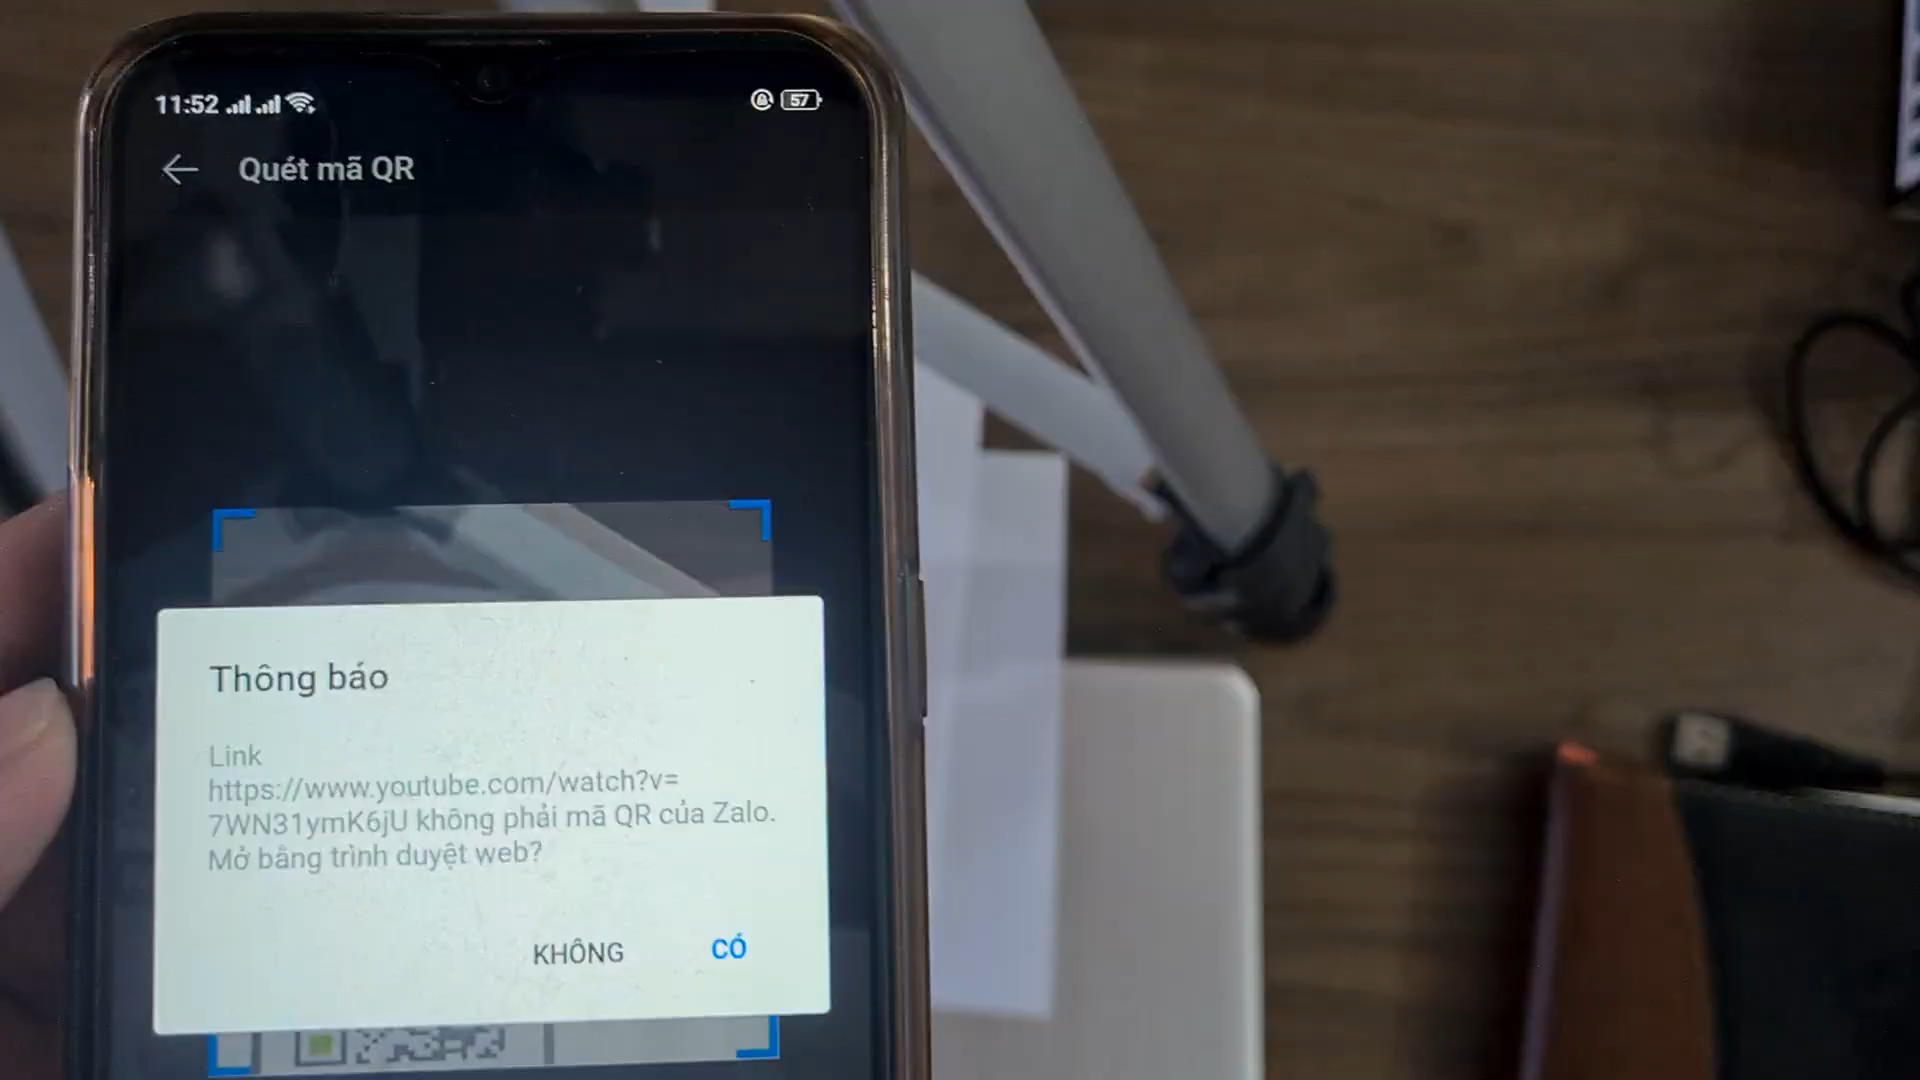 11:52
57
Quét mã QR
Thông báo
Link
https://www.youtube.com/watch?v=
7WN31ymK6jU không phải mã QR của Zalo.
Mở bằng trình duyệt web?
KHÔNG CÓ